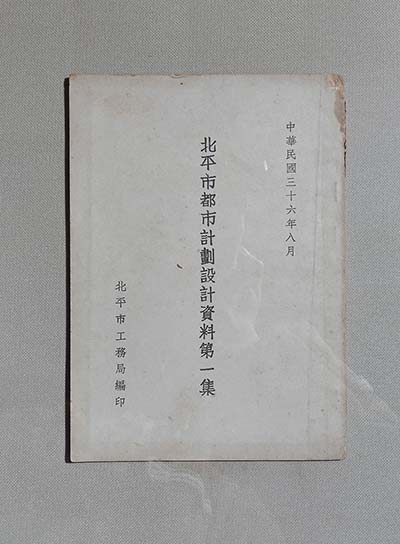 中華民國三十六年八月
北平市都市計劃設計資料第一集
北平市工務局編印